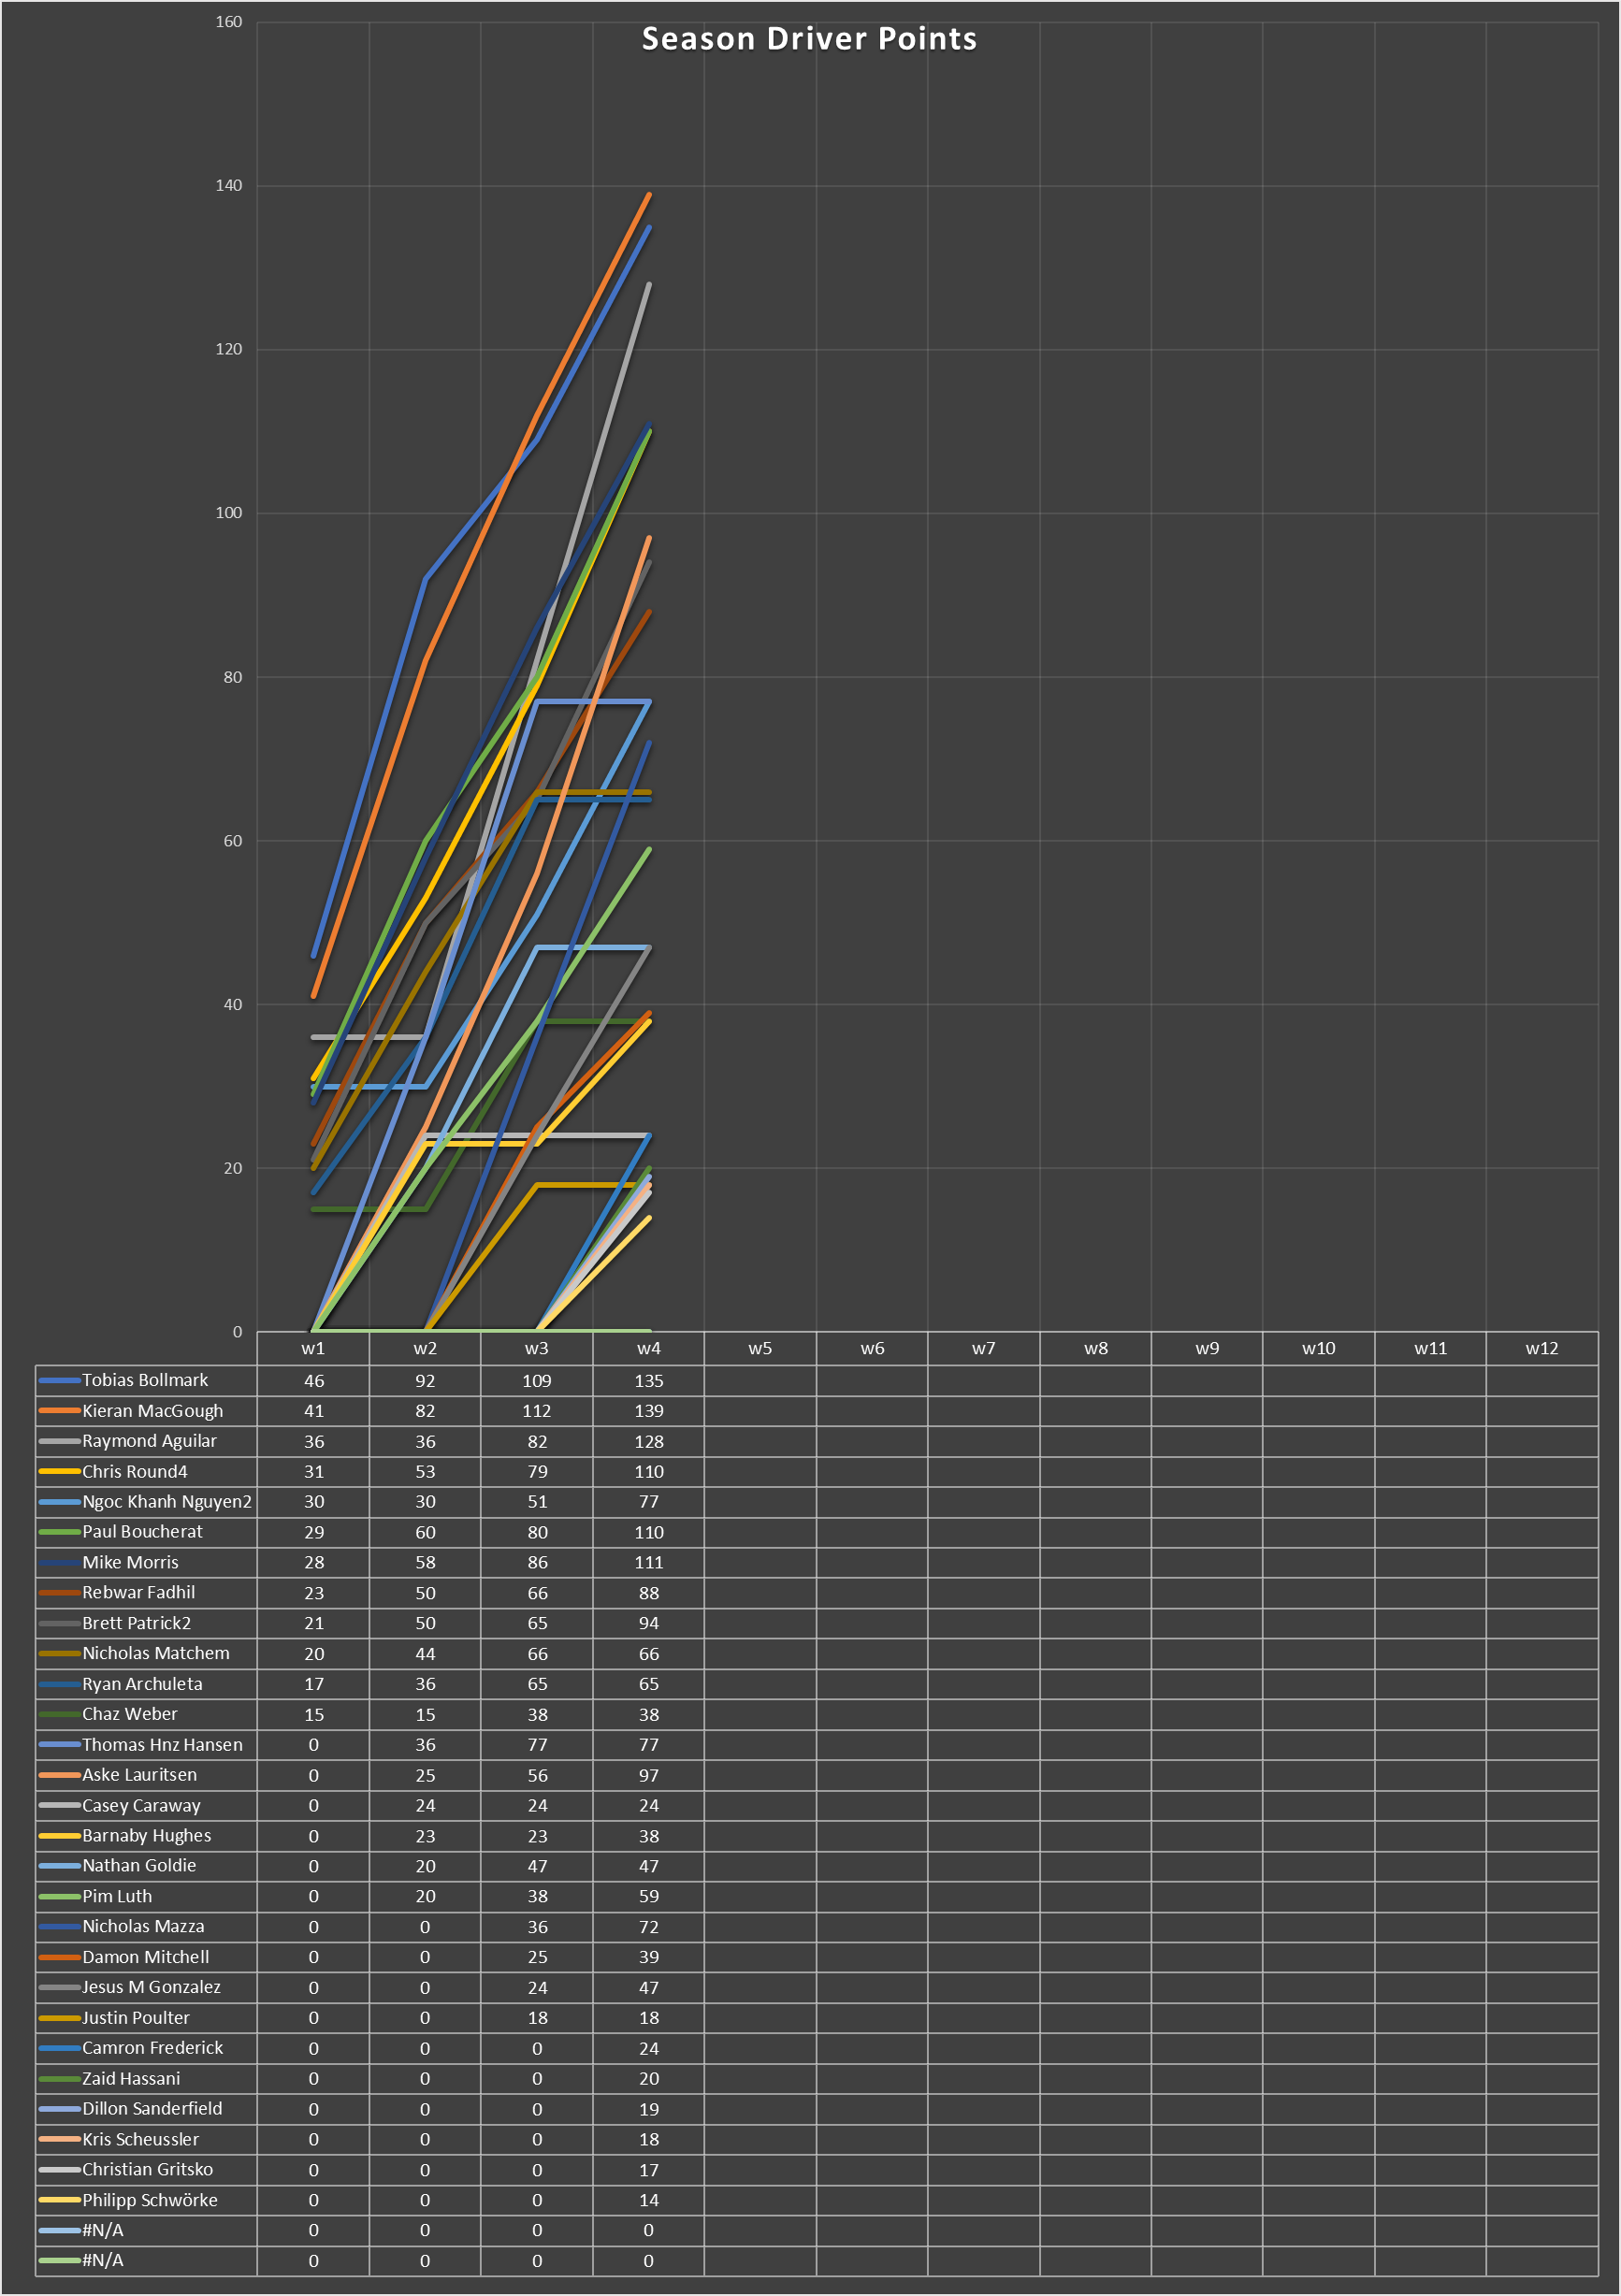 Season Driver Points
160
140
120
100
80
60
40
20
0
w1 w2 w3 w4 w5 w6 w7 w8 w9 w10 w11 w12
Tobias Bollmark 46 92 109 135
Kieran MacGough 41 82 112 139
Raymond Aguilar 36 36 82 128
Chris Round4 31 53 79 110
Ngoc Khanh Nguyen2 30 30 51 77
Paul Boucherat 29 60 80 110
Mike Morris 28 58 86 111
Rebwar Fadhil 23 50 66 88
Brett Patrick2 21 50 65 94
Nicholas Matchem 20 44 66 66
Ryan Archuleta 17 36 65 65
Chaz Weber 15 15 38 38
Thomas Hnz Hansen 0 36 77 77
Aske Lauritsen 0 25 56 97
Casey Caraway 0 24 24 24
Barnaby Hughes 0 23 23 38
Nathan Goldie 0 20 47 47
Pim Luth 0 20 38 59
Nicholas Mazza 0 0 36 72
Damon Mitchell 0 0 25 39
Jesus M Gonzalez 0 0 24 47
Justin Poulter 0 0 18 18
Camron Frederick 0 0 0 24
Zaid Hassani 0 0 0 20
Dillon Sanderfield 0 0 0 19
Kris Scheussler 0 0 0 18
Christian Gritsko 0 0 0 17
Philipp Schwörke 0 0 0 14
#N/A 0 0 0 0
#N/A 0 0 0 0